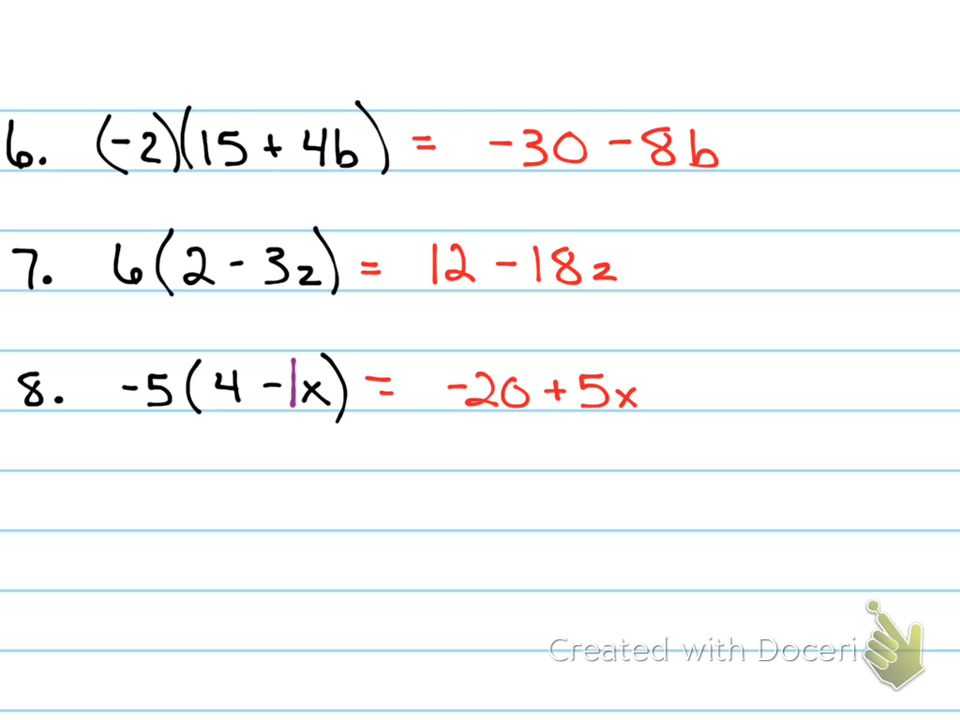 6. (-2)(15 + 4b) = -30 - 8b
7. 6(2 - 3z) = 12 - 18z
8. -5(4 - 1x) = -20 + 5x
Created with Doceri